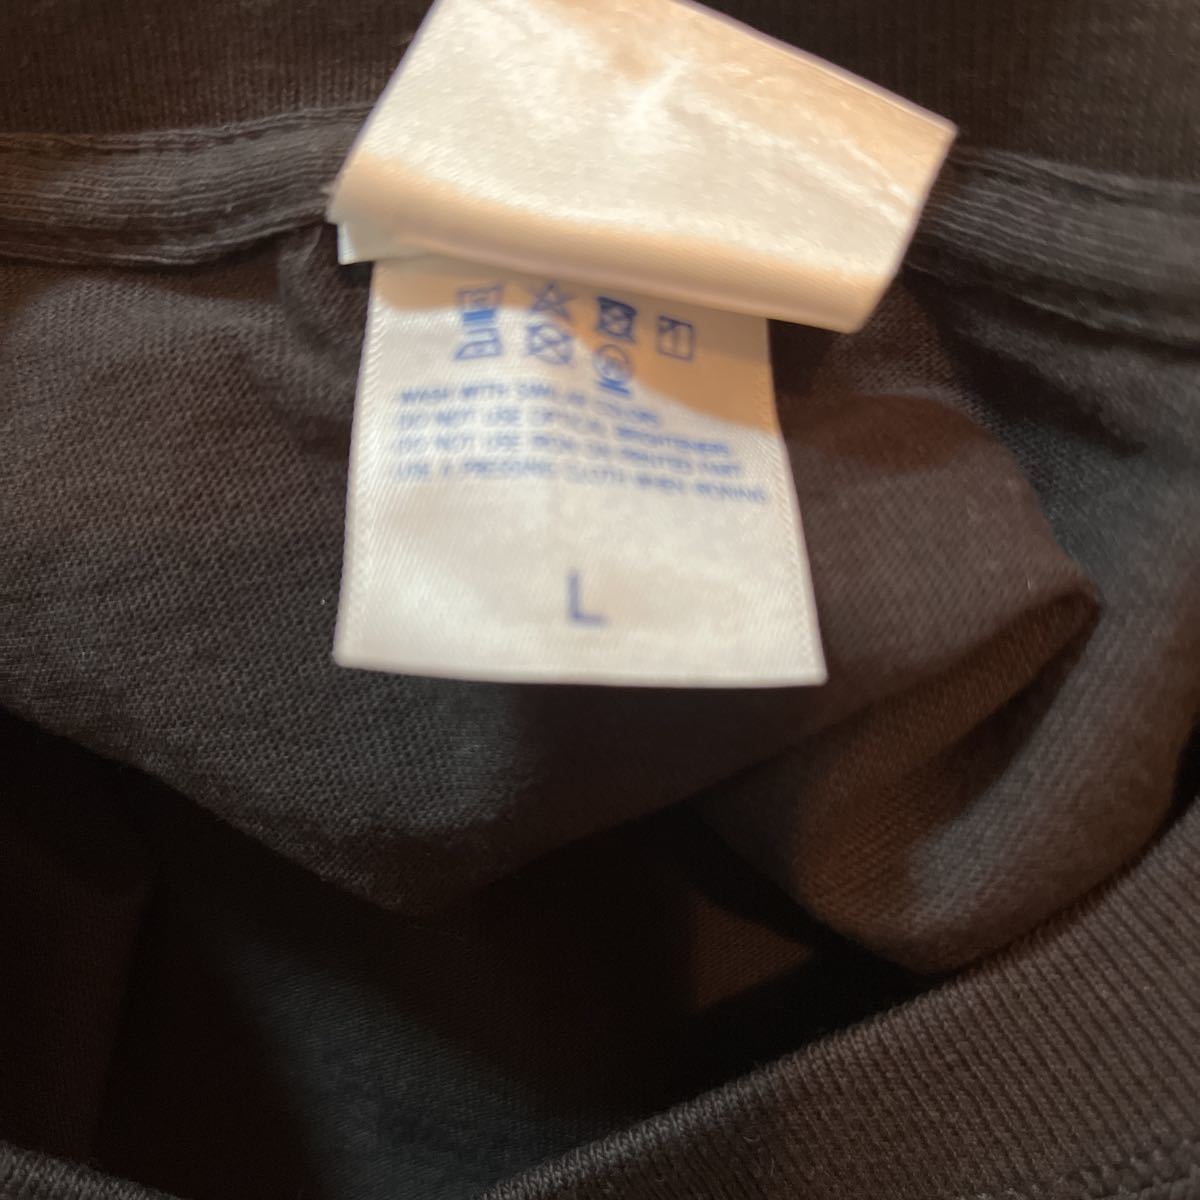 WASH WITH SIMILAR COLORS
DO NOT USE OPTICAL BRIGHTENERS
DO NOT USE IRON ON PRINTED PART
USE A PRESSING CLOTH WHEN IRONING
L